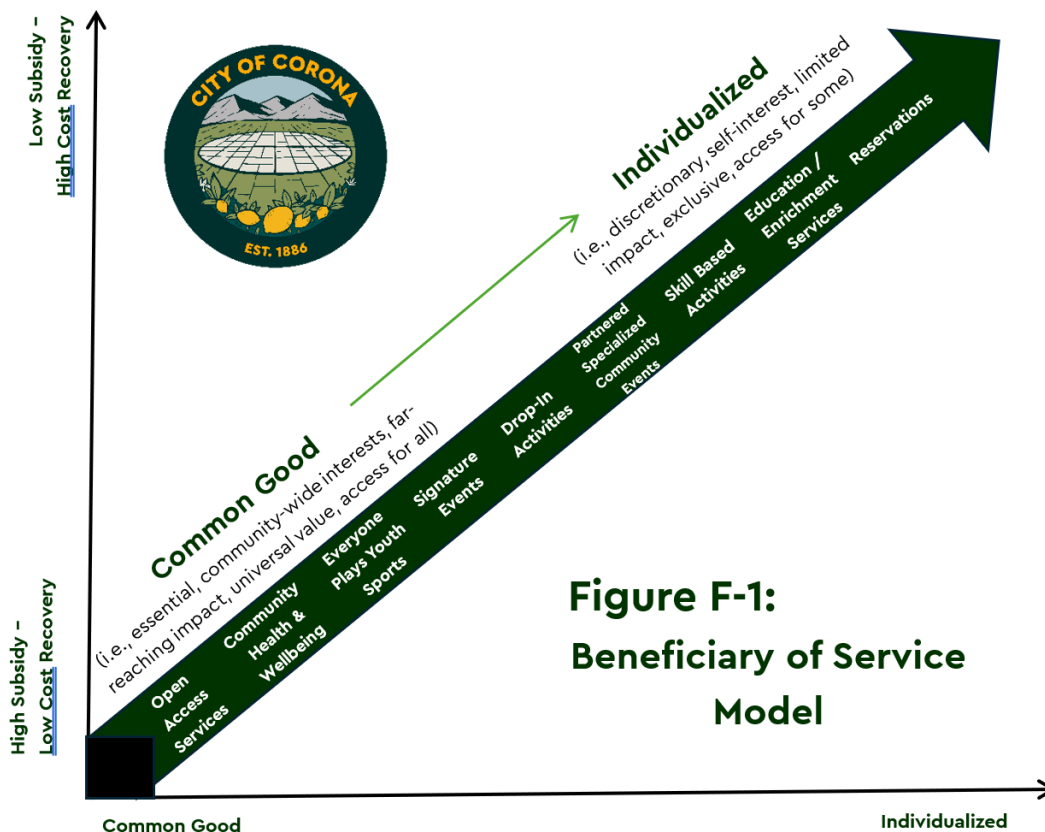 Low Subsidy –
High Cost Recovery
CITY OF CORONA
EST. 1886
Individualized
(i.e., discretionary, self-interest, limited
impact, exclusive, access for some)
Common Good
(i.e., essential, community-wide interests, far-
reaching impact, universal value, access for all)
Open
Access
Services
Community
Health &
Wellbeing
Everyone
Plays Youth
Sports
Signature
Events
Drop-In
Activities
Partnered
Specialized
Community
Events
Skill Based
Activities
Education /
Enrichment
Services
Reservations
Figure F-1:
Beneficiary of Service
Model
High Subsidy –
Low Cost Recovery
Common Good
Individualized